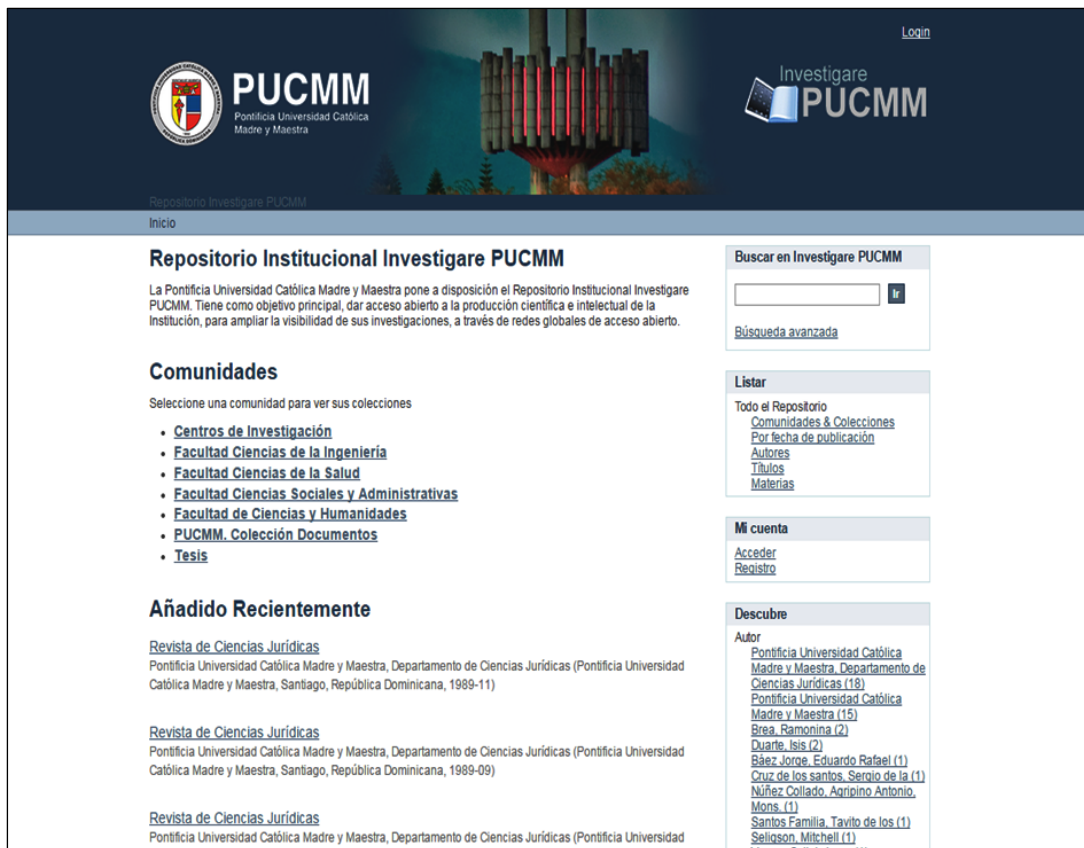 Login
PUCMM
Pontificia Universidad Católica
Madre y Maestra
Investigare
PUCMM
Repositorio Investigare PUCMM
Inicio
Repositorio Institucional Investigare PUCMM
La Pontificia Universidad Católica Madre y Maestra pone a disposición el Repositorio Institucional Investigare
PUCMM. Tiene como objetivo principal, dar acceso abierto a la producción científica e intelectual de la
Institución, para ampliar la visibilidad de sus investigaciones, a través de redes globales de acceso abierto.
Comunidades
Seleccione una comunidad para ver sus colecciones
Centros de Investigación
Facultad Ciencias de la Ingeniería
Facultad Ciencias de la Salud
Facultad Ciencias Sociales y Administrativas
Facultad de Ciencias y Humanidades
PUCMM. Colección Documentos
Tesis
Añadido Recientemente
Revista de Ciencias Jurídicas
Pontificia Universidad Católica Madre y Maestra, Departamento de Ciencias Jurídicas (Pontificia Universidad
Católica Madre y Maestra, Santiago, República Dominicana, 1989-11)
Revista de Ciencias Jurídicas
Pontificia Universidad Católica Madre y Maestra, Departamento de Ciencias Jurídicas (Pontificia Universidad
Católica Madre y Maestra, Santiago, República Dominicana, 1989-09)
Revista de Ciencias Jurídicas
Pontificia Universidad Católica Madre y Maestra, Departamento de Ciencias Jurídicas (Pontificia Universidad
Buscar en Investigare PUCMM
Ir
Búsqueda avanzada
Listar
Todo el Repositorio
Comunidades & Colecciones
Por fecha de publicación
Autores
Títulos
Materias
Mi cuenta
Acceder
Registro
Descubre
Autor
Pontificia Universidad Católica
Madre y Maestra, Departamento de
Ciencias Jurídicas (18)
Pontificia Universidad Católica
Madre y Maestra (15)
Brea, Ramonina (2)
Duarte, Isis (2)
Báez Jorge, Eduardo Rafael (1)
Cruz de los santos, Sergio de la (1)
Núñez Collado, Agripino Antonio,
Mons. (1)
Santos Familia, Tavito de los (1)
Seligson, Mitchell (1)